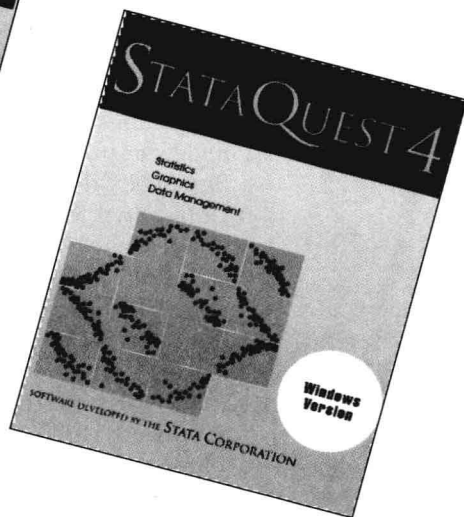 STATAQUEST 4
Statistics
Graphics
Data Management
Windows
Version
SOFTWARE DEVELOPED BY THE STATA CORPORATION